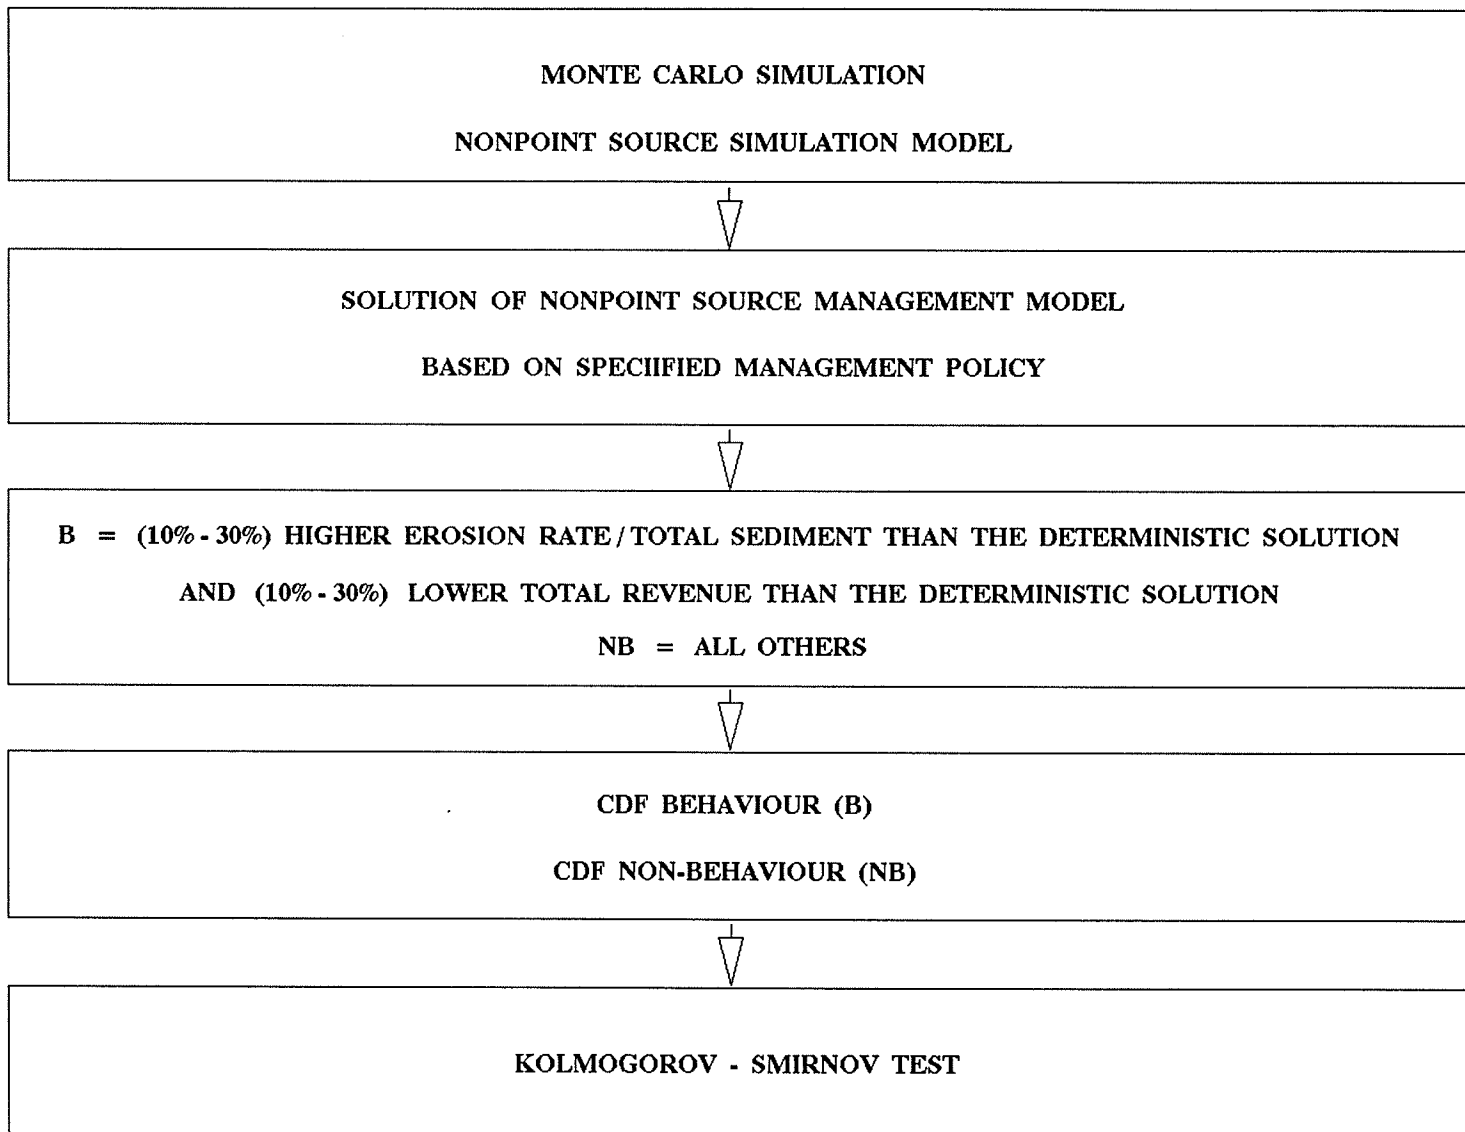 MONTE CARLO SIMULATION
NONPOINT SOURCE SIMULATION MODEL
SOLUTION OF NONPOINT SOURCE MANAGEMENT MODEL
BASED ON SPECIIFIED MANAGEMENT POLICY
B = (10% - 30%) HIGHER EROSION RATE / TOTAL SEDIMENT THAN THE DETERMINISTIC SOLUTION
AND (10% - 30%) LOWER TOTAL REVENUE THAN THE DETERMINISTIC SOLUTION
NB = ALL OTHERS
CDF BEHAVIOUR (B)
CDF NON-BEHAVIOUR (NB)
KOLMOGOROV - SMIRNOV TEST